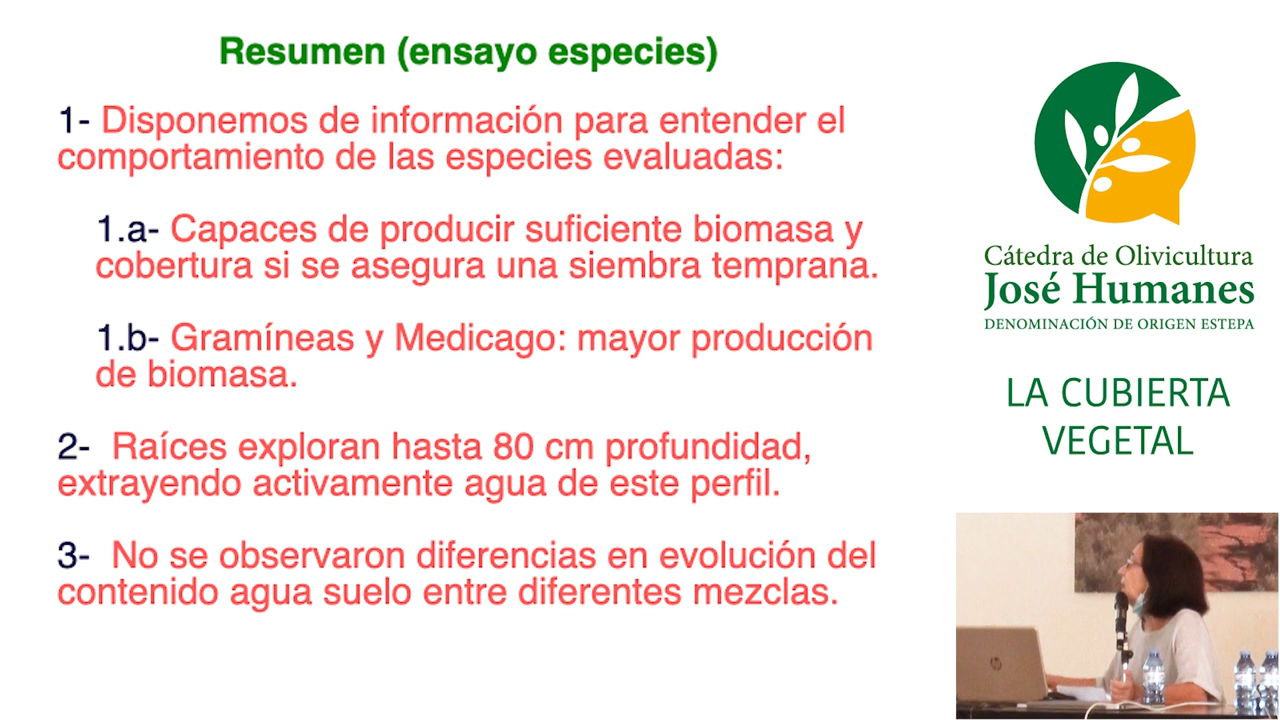 Resumen (ensayo especies)
1- Disponemos de información para entender el
comportamiento de las especies evaluadas:
1.a- Capaces de producir suficiente biomasa y
cobertura si se asegura una siembra temprana.
1.b- Gramíneas y Medicago: mayor producción
de biomasa.
2- Raíces exploran hasta 80 cm profundidad,
extrayendo activamente agua de este perfil.
3- No se observaron diferencias en evolución del
contenido agua suelo entre diferentes mezclas.
Cátedra de Olivicultura
José Humanes
DENOMINACIÓN DE ORIGEN ESTEPA
LA CUBIERTA
VEGETAL
hp